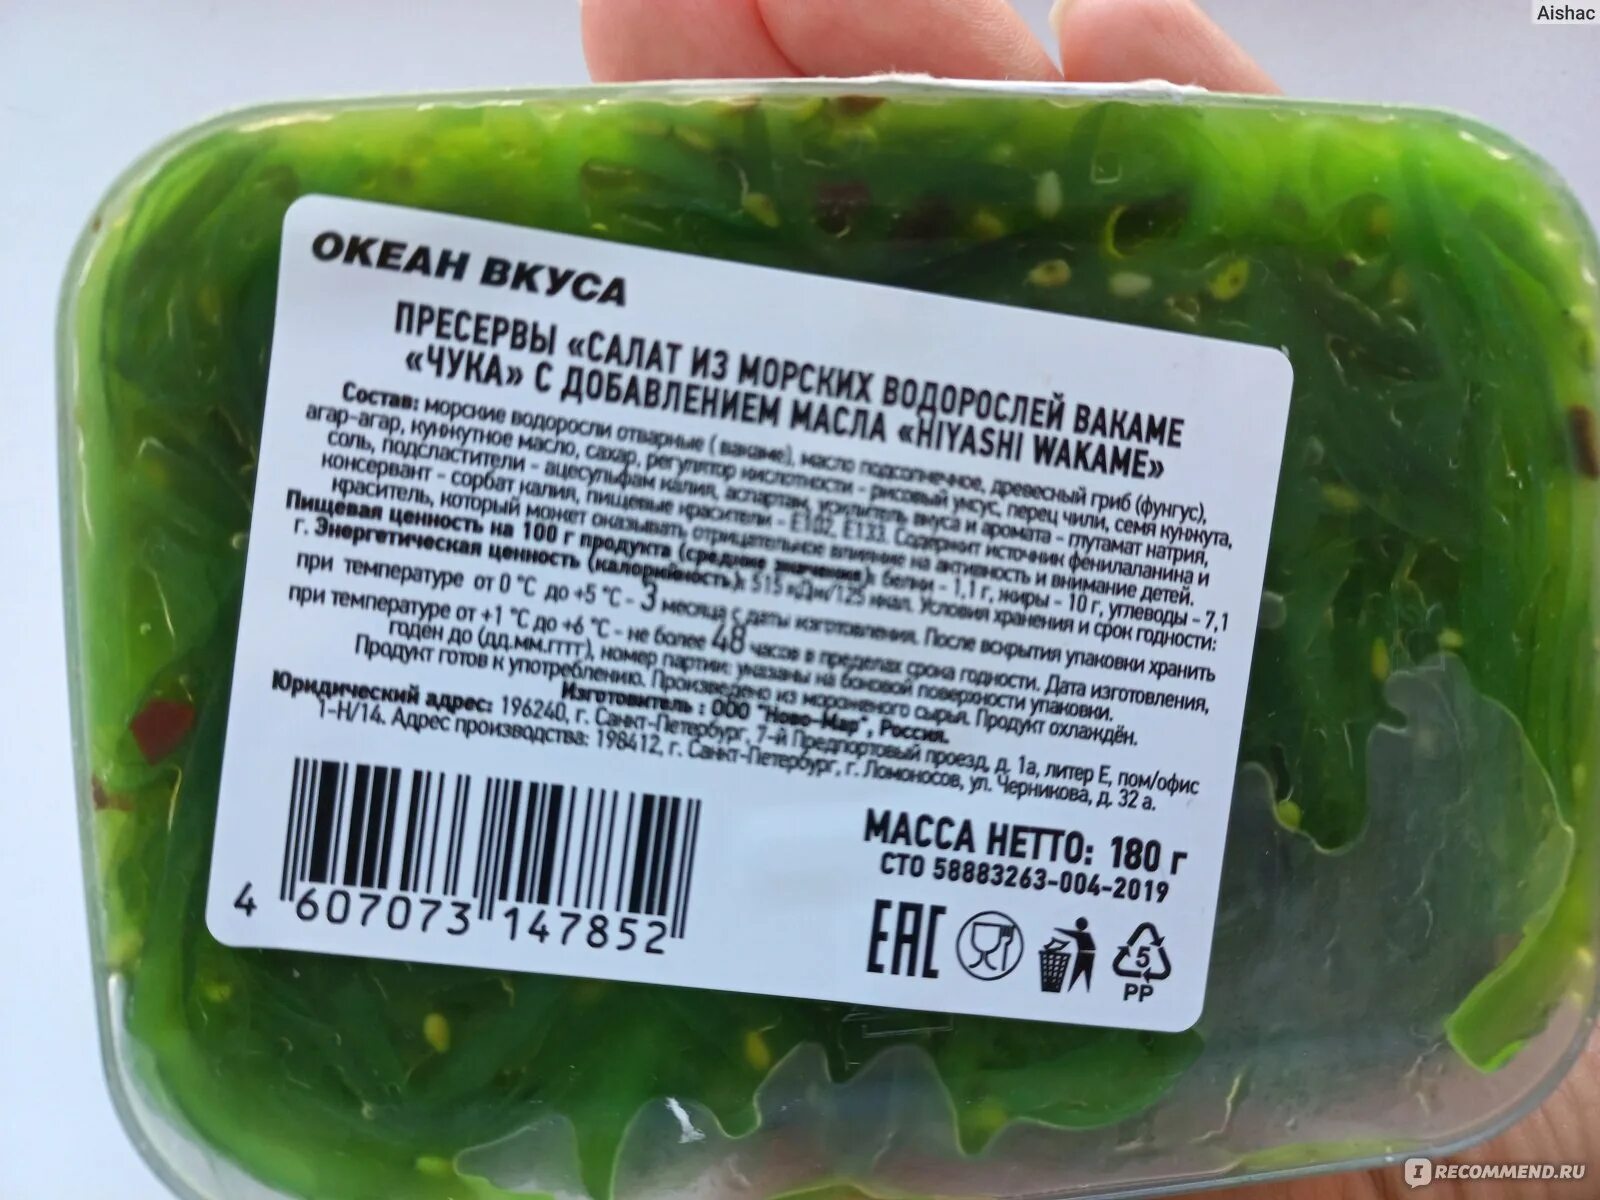 Aishac
ОКЕАН ВКУСА
ПРЕСЕРВЫ «САЛАТ ИЗ МОРСКИХ ВОДОРОСЛЕЙ ВАКАМЕ
«ЧУКА» С ДОБАВЛЕНИЕМ МАСЛА «HIYASHI WAKAME»
Состав: морские водоросли отварные ( вакаме), масло подсолнечное, древесный гриб (фунгус),
агар-агар, кунжутное масло, сахар, регулятор кислотности - рисовый уксус, перец чили, семя кунжута,
соль, подсластители - ацесульфам калия, аспартам, усилитель вкуса и аромата - глутамат натрия,
консервант - сорбат калия, пищевые красители - Е102, Е133. Содержит источник фенилаланина и
краситель, который может оказывать отрицательное влияние на активность и внимание детей.
Пищевая ценность на 100 г продукта (средние значения): белки - 1,1 г, жиры - 10 г, углеводы - 7,1
г. Энергетическая ценность (калорийность): 515 кДж/125 ккал. Условия хранения и срок годности:
при температуре от 0 °С до +5 °С - 3 месяца с даты изготовления. После вскрытия упаковки хранить
при температуре от +1 °С до +6 °С - не более 48 часов в пределах срока годности. Дата изготовления,
годен до (дд.мм.гггг), номер партии: указаны на боковой поверхности упаковки.
Продукт готов к употреблению. Произведено из мороженого сырья. Продукт охлаждён.
Изготовитель : ООО "Ново-Мар", Россия.
Юридический адрес: 196240, г. Санкт-Петербург, 7-й Предпортовый проезд, д. 1а, литер Е, пом/офис
1-Н/14. Адрес производства: 198412, г. Санкт-Петербург, г. Ломоносов, ул. Черникова, д. 32 а.
МАССА НЕТТО: 180 г
СТО 58883263-004-2019
4 607073 147852
ЕАС
5
PP
IRECOMMEND.RU